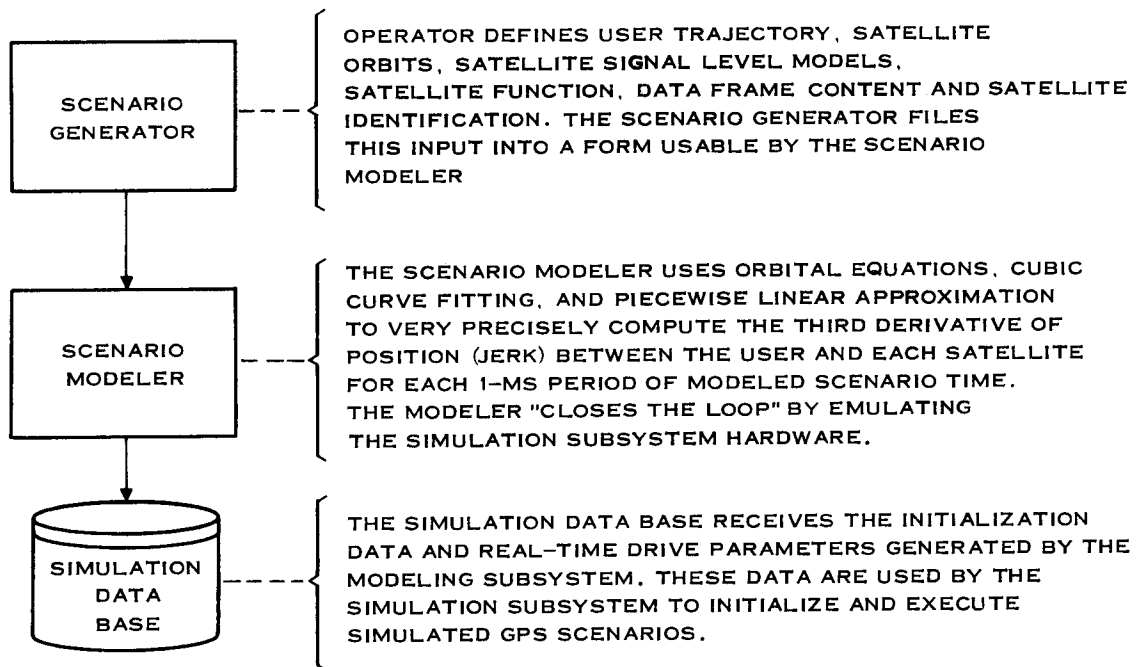 SCENARIO
GENERATOR
OPERATOR DEFINES USER TRAJECTORY, SATELLITE
ORBITS, SATELLITE SIGNAL LEVEL MODELS,
SATELLITE FUNCTION, DATA FRAME CONTENT AND SATELLITE
IDENTIFICATION. THE SCENARIO GENERATOR FILES
THIS INPUT INTO A FORM USABLE BY THE SCENARIO
MODELER
SCENARIO
MODELER
THE SCENARIO MODELER USES ORBITAL EQUATIONS, CUBIC
CURVE FITTING, AND PIECEWISE LINEAR APPROXIMATION
TO VERY PRECISELY COMPUTE THE THIRD DERIVATIVE OF
POSITION (JERK) BETWEEN THE USER AND EACH SATELLITE
FOR EACH 1-MS PERIOD OF MODELED SCENARIO TIME.
THE MODELER "CLOSES THE LOOP" BY EMULATING
THE SIMULATION SUBSYSTEM HARDWARE.
SIMULATION
DATA
BASE
THE SIMULATION DATA BASE RECEIVES THE INITIALIZATION
DATA AND REAL-TIME DRIVE PARAMETERS GENERATED BY THE
MODELING SUBSYSTEM. THESE DATA ARE USED BY THE
SIMULATION SUBSYSTEM TO INITIALIZE AND EXECUTE
SIMULATED GPS SCENARIOS.